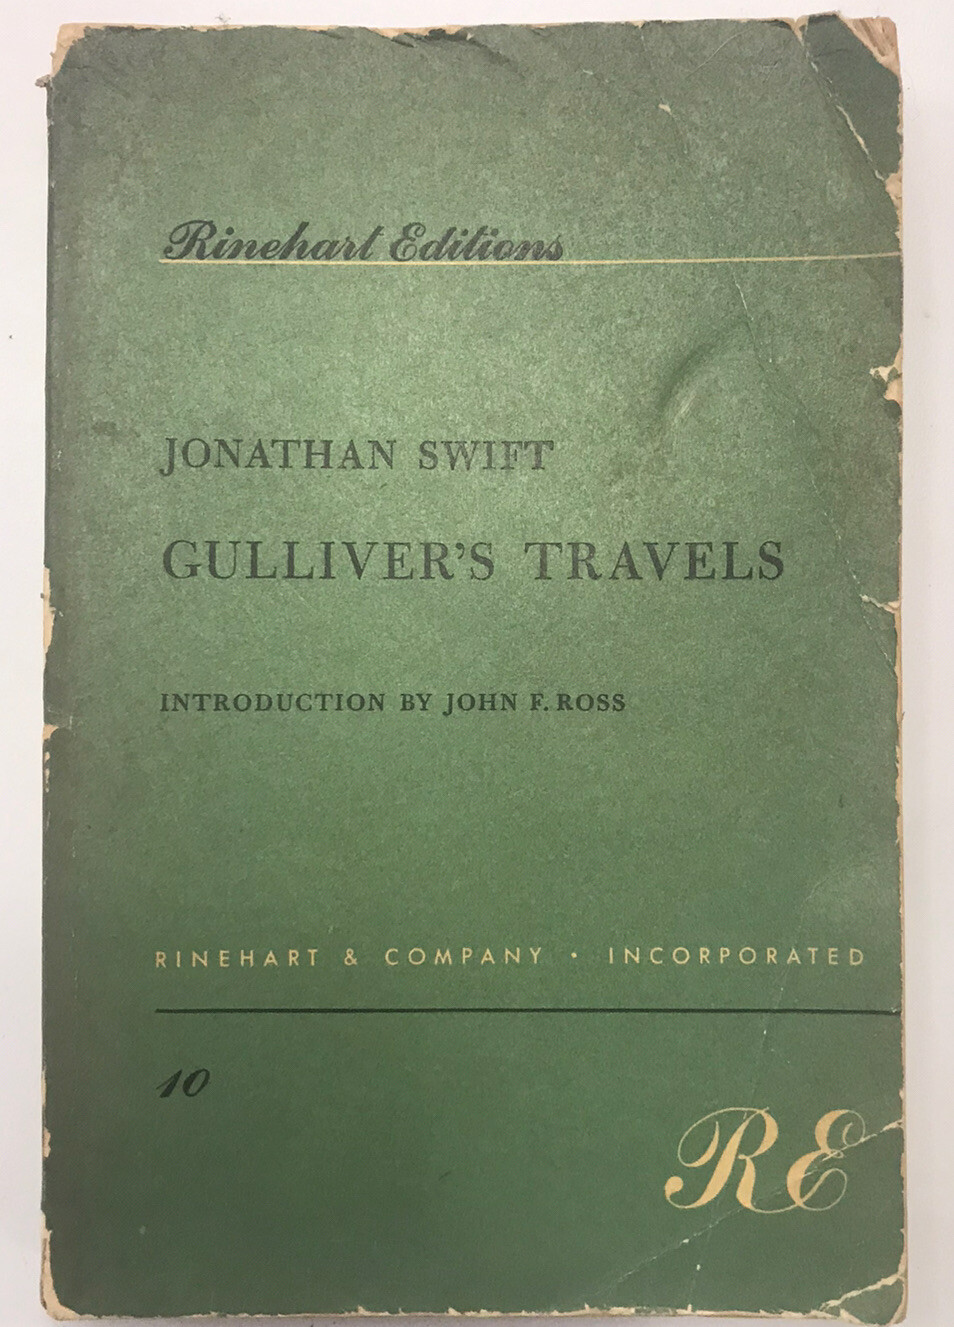 Rinehart Editions
JONATHAN SWIFT
GULLIVER'S TRAVELS
INTRODUCTION BY JOHN F. ROSS
RINEHART & COMPANY · INCORPORATED
10
RE